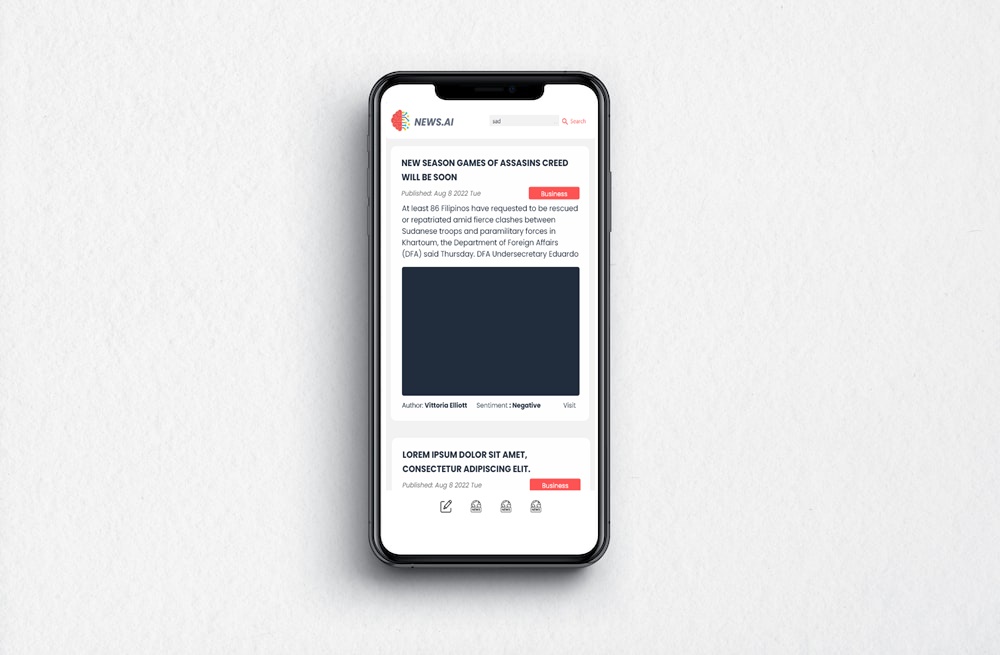 NEWS.AI
sad
Search
NEW SEASON GAMES OF ASSASINS CREED
WILL BE SOON
Published: Aug 8 2022 Tue
Business
At least 86 Filipinos have requested to be rescued
or repatriated amid fierce clashes between
Sudanese troops and paramilitary forces in
Khartoum, the Department of Foreign Affairs
(DFA) said Thursday. DFA Undersecretary Eduardo
Author: Vittoria Elliott Sentiment : Negative Visit
LOREM IPSUM DOLOR SIT AMET,
CONSECTETUR ADIPISCING ELIT.
Published: Aug 8 2022 Tue
Business
NEWS
NEWS
NEWS